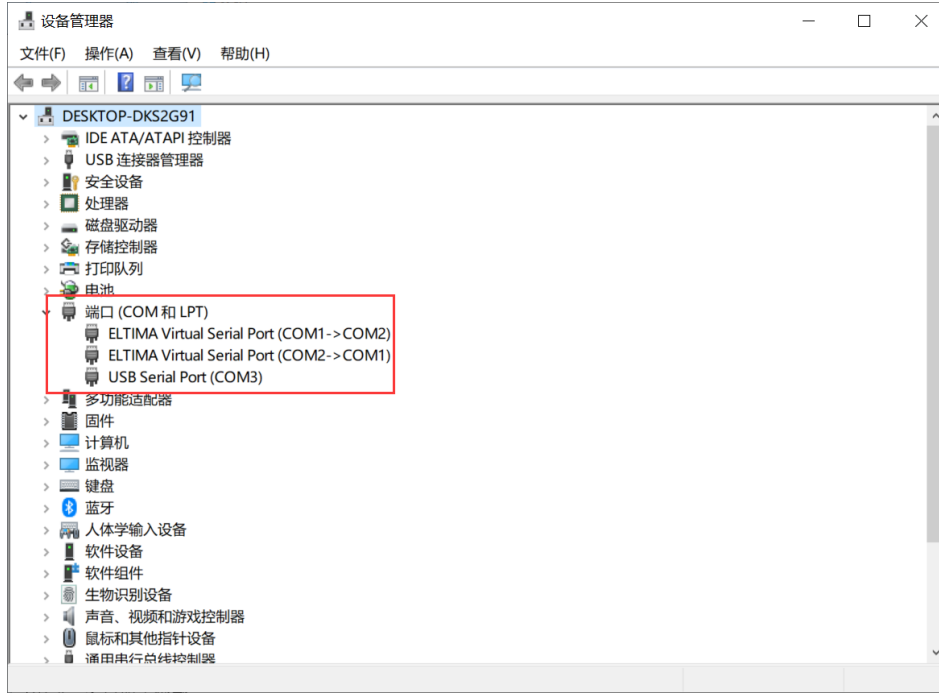 设备管理器
文件(F) 操作(A) 查看(V) 帮助(H)
DESKTOP-DKS2G91
IDE ATA/ATAPI 控制器
USB 连接器管理器
安全设备
处理器
磁盘驱动器
存储控制器
打印队列
电池
端口 (COM 和 LPT)
ELTIMA Virtual Serial Port (COM1->COM2)
ELTIMA Virtual Serial Port (COM2->COM1)
USB Serial Port (COM3)
多功能适配器
固件
计算机
监视器
键盘
蓝牙
人体学输入设备
软件设备
软件组件
生物识别设备
声音、视频和游戏控制器
鼠标和其他指针设备
通用串行总线控制器